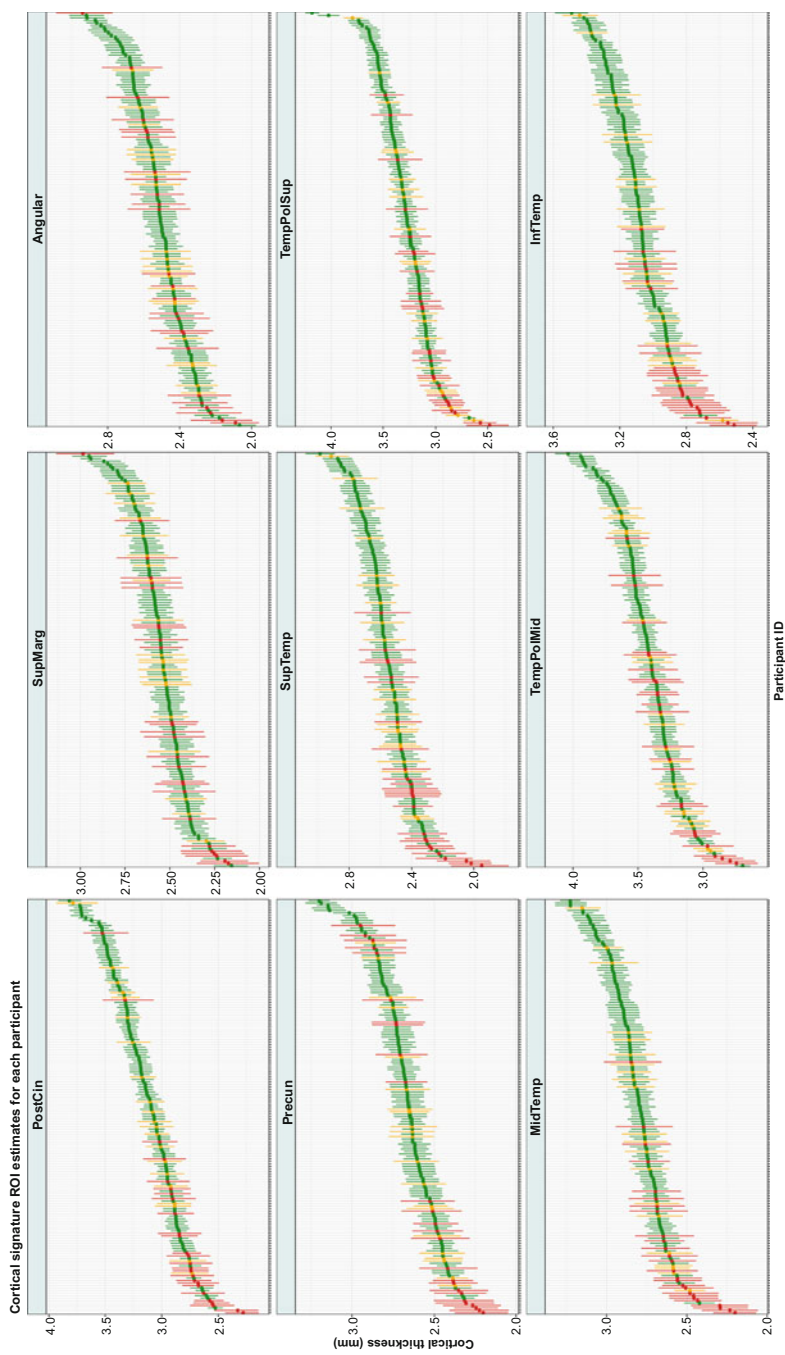 Cortical signature ROI estimates for each participant
PostCin
SupMarg
Angular
4.0
3.5
3.0
2.5
3.00
2.75
2.50
2.25
2.00
2.8
2.4
2.0
Precun
SupTemp
TempPolSup
Cortical thickness (mm)
3.0
2.5
2.0
2.8
2.4
2.0
4.0
3.5
3.0
2.5
MidTemp
TempPolMid
InfTemp
3.0
2.5
2.0
4.0
3.5
3.0
3.6
3.2
2.8
2.4
Participant ID